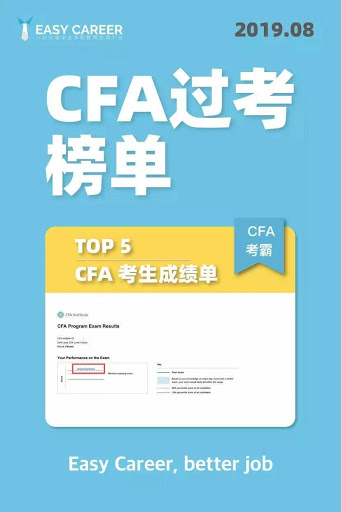 EASY CAREER
2019.08
CFA过考
榜单
CFA
考霸
TOP 5
CFA 考生成绩单
CFA Institute
CFA Program Exam Results
Your Performance on the Exam
Key
Easy Career, better job